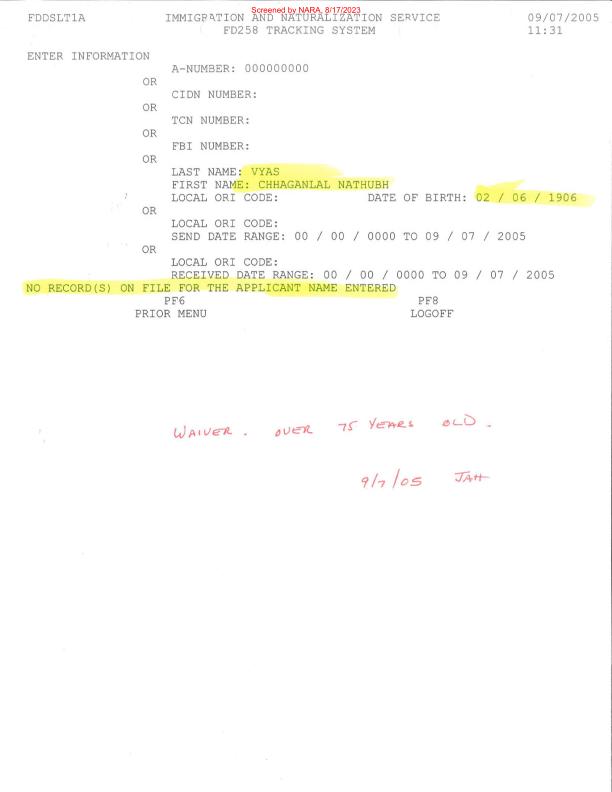 Screened by NARA, 8/17/2023
FDDSLT1A IMMIGRATION AND NATURALIZATION SERVICE 09/07/2005
FD258 TRACKING SYSTEM 11:31
ENTER INFORMATION
A-NUMBER: 000000000
OR
CIDN NUMBER:
OR
TCN NUMBER:
OR
FBI NUMBER:
OR
LAST NAME: VYAS
FIRST NAME: CHHAGANLAL NATHUBH
LOCAL ORI CODE: DATE OF BIRTH: 02 / 06 / 1906
OR
LOCAL ORI CODE:
SEND DATE RANGE: 00 / 00 / 0000 TO 09 / 07 / 2005
OR
LOCAL ORI CODE:
RECEIVED DATE RANGE: 00 / 00 / 0000 TO 09 / 07 / 2005
NO RECORD(S) ON FILE FOR THE APPLICANT NAME ENTERED
PF6 PF8
PRIOR MENU LOGOFF
WAIVER. OVER 75 YEARS OLD.
9/7/05 JAH